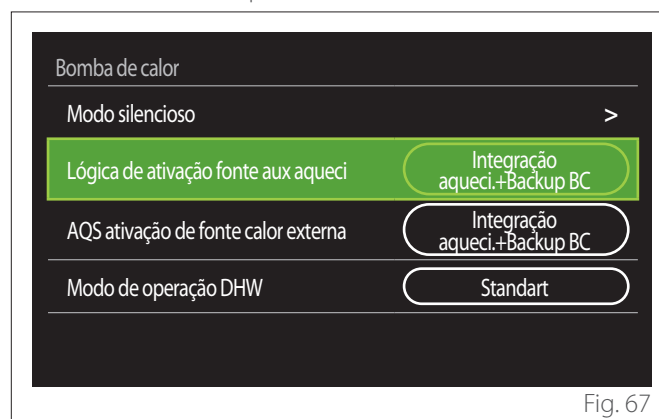 Bomba de calor
Modo silencioso >
Lógica de ativação fonte aux aqueci
Integração
aqueci.+Backup BC
AQS ativação de fonte calor externa
Integração
aqueci.+Backup BC
Modo de operação DHW
Standart
Fig. 67